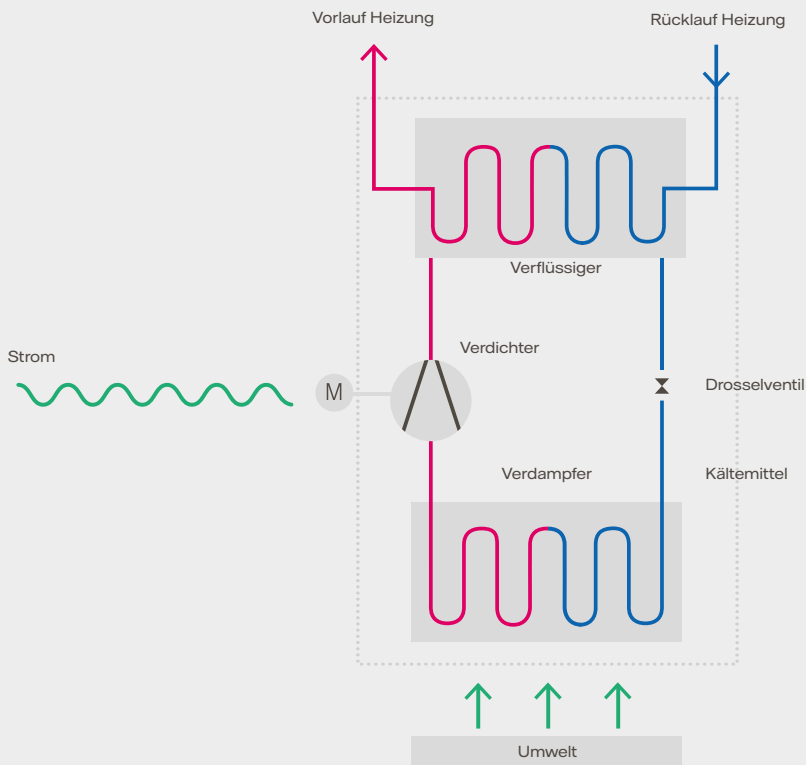 Vorlauf Heizung
Rücklauf Heizung
Verflüssiger
Verdichter
Strom
M
Drosselventil
Verdampfer
Kältemittel
Umwelt